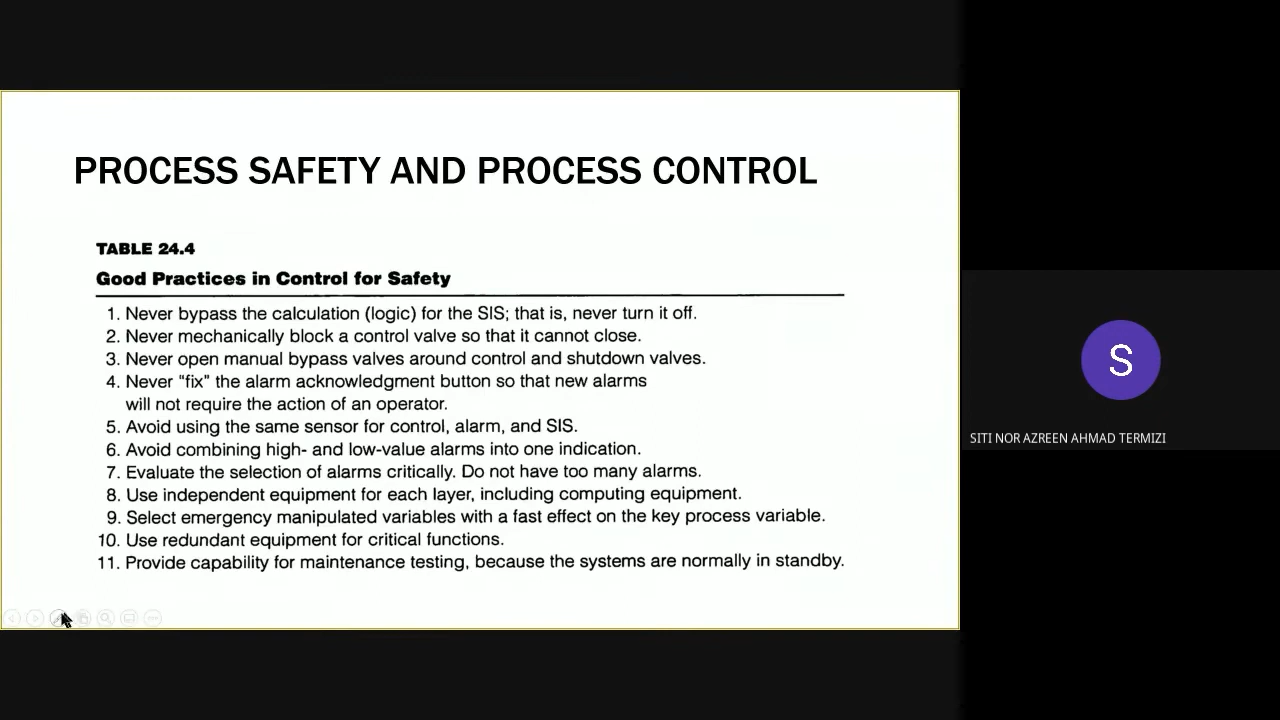 PROCESS SAFETY AND PROCESS CONTROL
TABLE 24.4
Good Practices in Control for Safety
1. Never bypass the calculation (logic) for the SIS; that is, never turn it off.
2. Never mechanically block a control valve so that it cannot close.
3. Never open manual bypass valves around control and shutdown valves.
4. Never "fix" the alarm acknowledgment button so that new alarms
will not require the action of an operator.
5. Avoid using the same sensor for control, alarm, and SIS.
6. Avoid combining high- and low-value alarms into one indication.
7. Evaluate the selection of alarms critically. Do not have too many alarms.
8. Use independent equipment for each layer, including computing equipment.
9. Select emergency manipulated variables with a fast effect on the key process variable.
10. Use redundant equipment for critical functions.
11. Provide capability for maintenance testing, because the systems are normally in standby.
S
SITI NOR AZREEN AHMAD TERMIZI